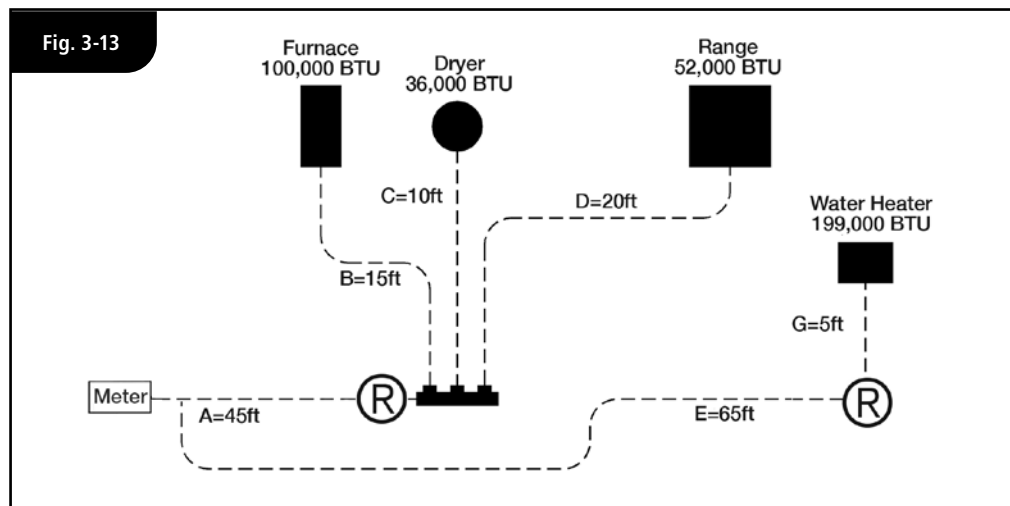 Fig. 3-13
Furnace
100,000 BTU
Dryer
36,000 BTU
Range
52,000 BTU
C=10ft
D=20ft
Water Heater
199,000 BTU
B=15ft
G=5ft
Meter
R
A=45ft
E=65ft
R